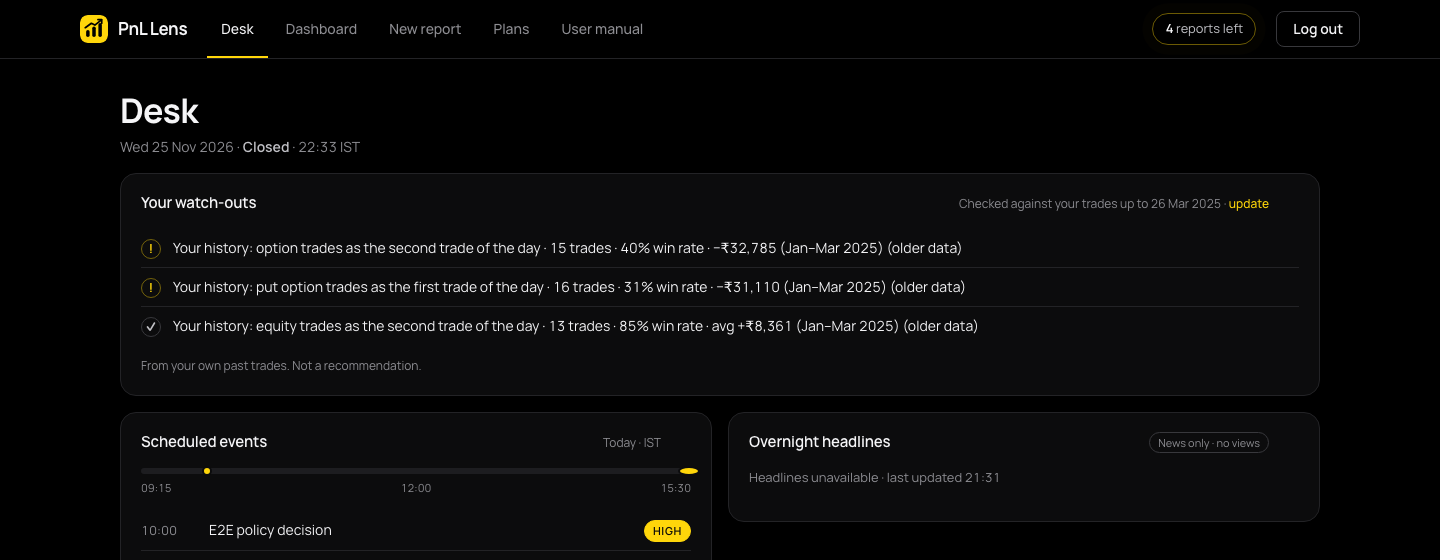 PnL Lens
Desk
Dashboard
New report
Plans
User manual
4 reports left
Log out
Desk
Wed 25 Nov 2026 · Closed · 22:33 IST
Your watch-outs
Checked against your trades up to 26 Mar 2025 · update
! Your history: option trades as the second trade of the day · 15 trades · 40% win rate · −₹32,785 (Jan–Mar 2025) (older data)
! Your history: put option trades as the first trade of the day · 16 trades · 31% win rate · −₹31,110 (Jan–Mar 2025) (older data)
Your history: equity trades as the second trade of the day · 13 trades · 85% win rate · avg +₹8,361 (Jan–Mar 2025) (older data)
From your own past trades. Not a recommendation.
Scheduled events
Today · IST
09:15
12:00
15:30
10:00 E2E policy decision HIGH
Overnight headlines
News only · no views
Headlines unavailable · last updated 21:31